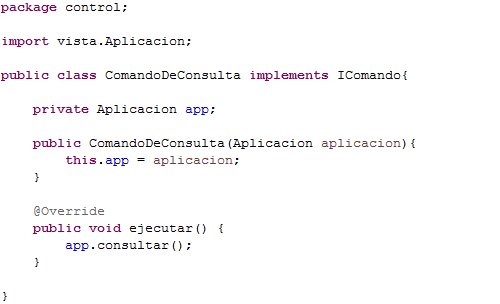 package control;
import vista.Aplicacion;
public class ComandoDeConsulta implements IComando{
private Aplicacion app;
public ComandoDeConsulta(Aplicacion aplicacion){
this.app = aplicacion;
}
@Override
public void ejecutar() {
app.consultar();
}
}